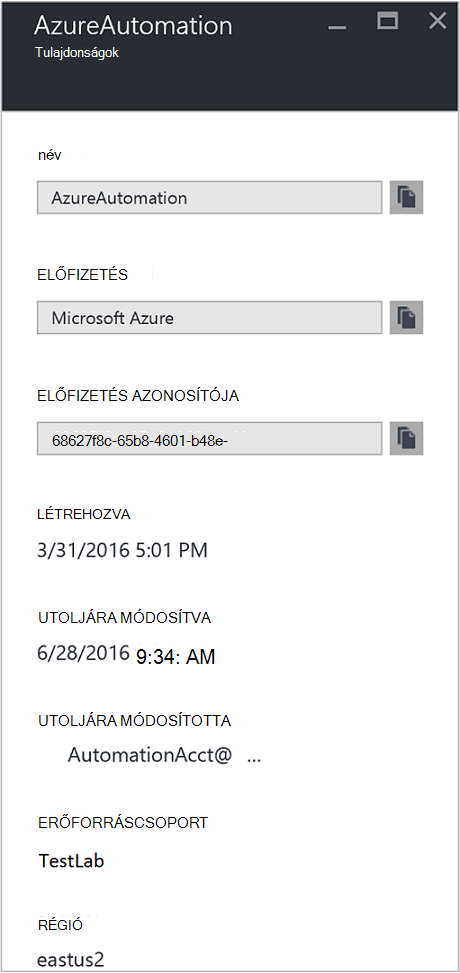 AzureAutomation
Tulajdonságok
név
AzureAutomation
ELŐFIZETÉS
Microsoft Azure
ELŐFIZETÉS AZONOSÍTÓJA
68627f8c-65b8-4601-b48e-
LÉTREHOZVA
3/31/2016 5:01 PM
UTOLJÁRA MÓDOSÍTVA
6/28/2016 9:34: AM
UTOLJÁRA MÓDOSÍTOTTA
AutomationAcct@ ...
ERŐFORRÁSCSOPORT
TestLab
RÉGIÓ
eastus2